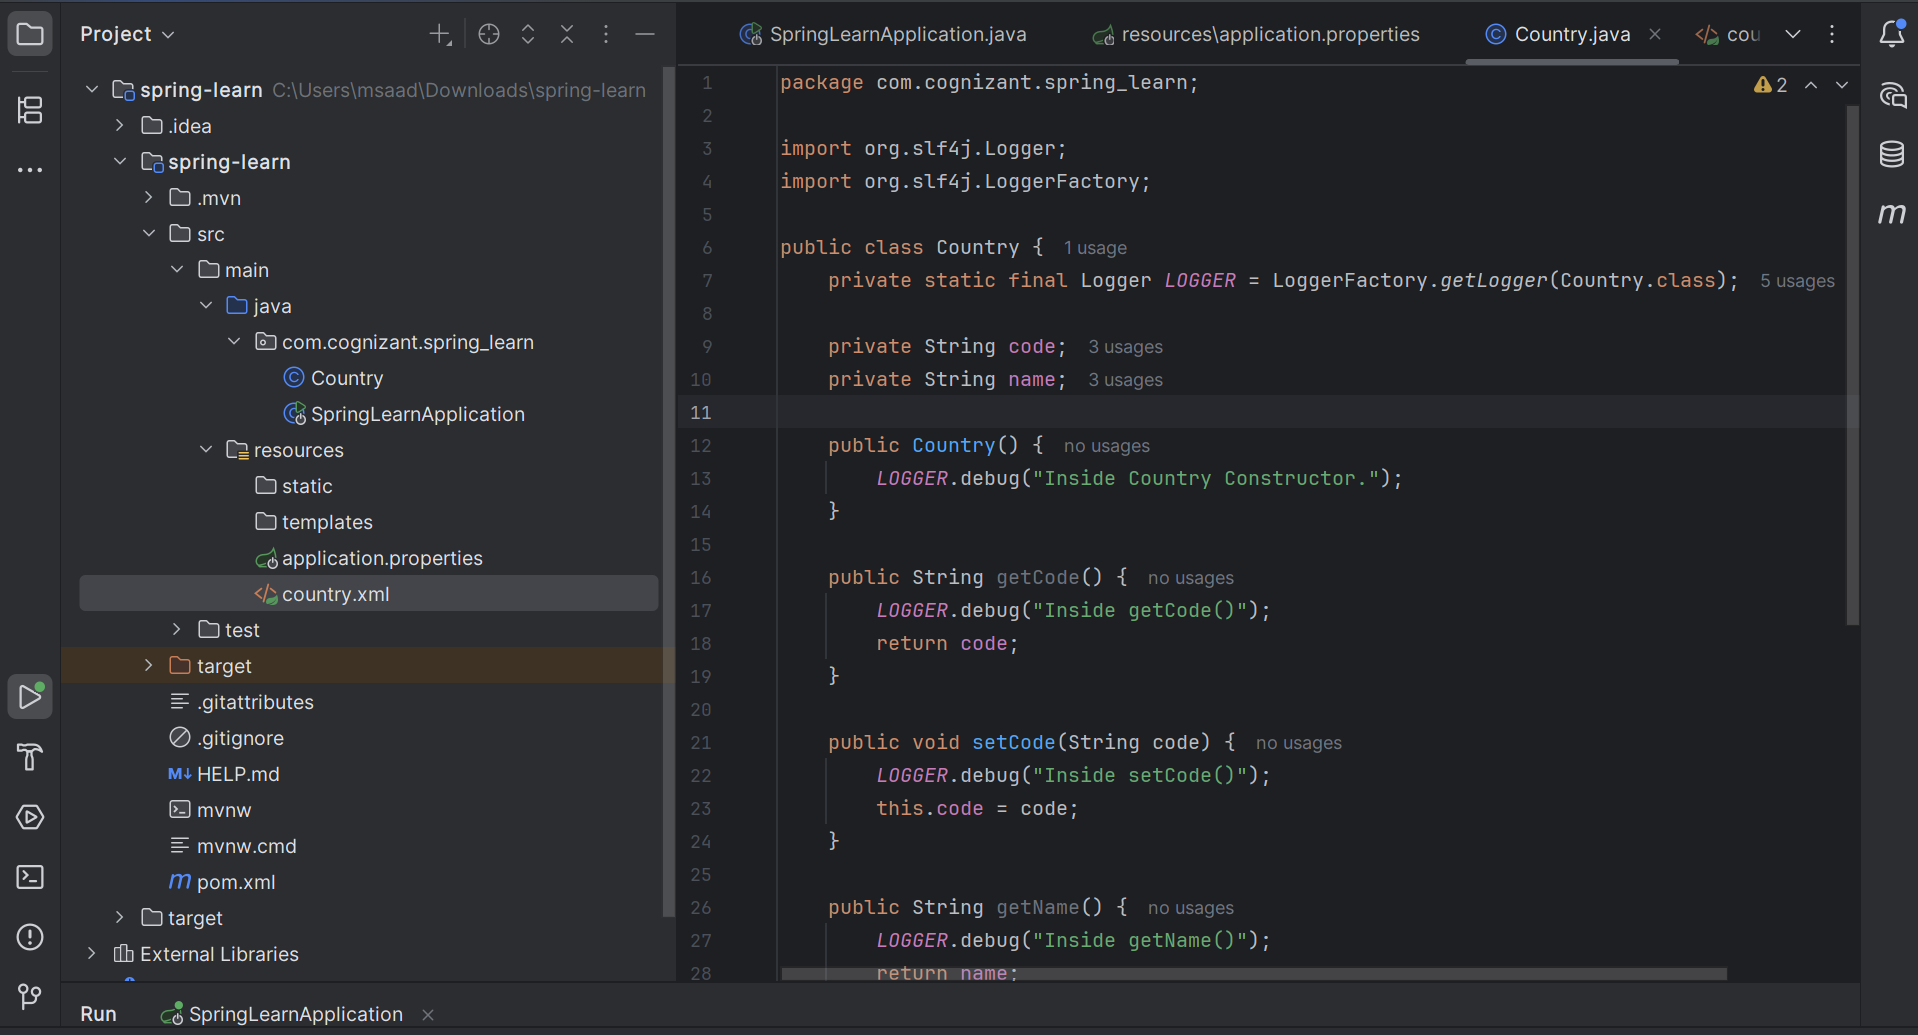 Project
spring-learn C:\Users\msaad\Downloads\spring-learn
.idea
spring-learn
.mvn
src
main
java
com.cognizant.spring_learn
Country
SpringLearnApplication
resources
static
templates
application.properties
country.xml
test
target
.gitattributes
.gitignore
M↓ HELP.md
mvnw
mvnw.cmd
m pom.xml
target
External Libraries
SpringLearnApplication.java resources\application.properties Country.java cou
2
1 package com.cognizant.spring_learn;
2
3 import org.slf4j.Logger;
4 import org.slf4j.LoggerFactory;
5
6 public class Country { 1 usage
7 private static final Logger LOGGER = LoggerFactory.getLogger(Country.class); 5 usages
8
9 private String code; 3 usages
10 private String name; 3 usages
11
12 public Country() { no usages
13 LOGGER.debug("Inside Country Constructor.");
14 }
15
16 public String getCode() { no usages
17 LOGGER.debug("Inside getCode()");
18 return code;
19 }
20
21 public void setCode(String code) { no usages
22 LOGGER.debug("Inside setCode()");
23 this.code = code;
24 }
25
26 public String getName() { no usages
27 LOGGER.debug("Inside getName()");
28 return name;
m
Run SpringLearnApplication